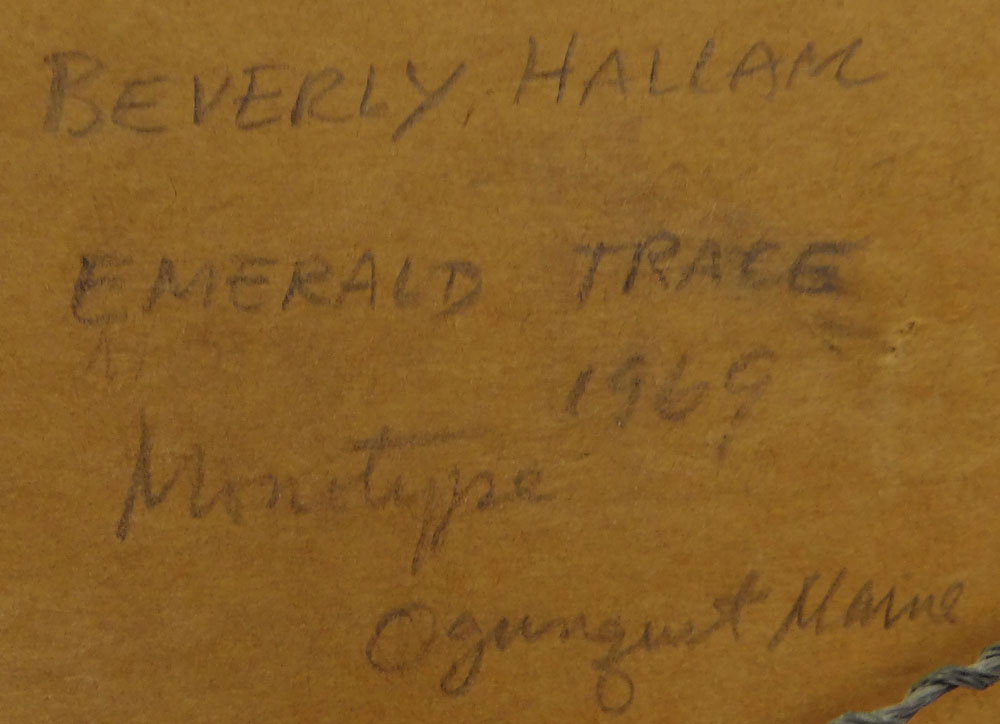 BEVERLY HALLAM
EMERALD TRACE
1969
Monotype
Ogunquit Maine